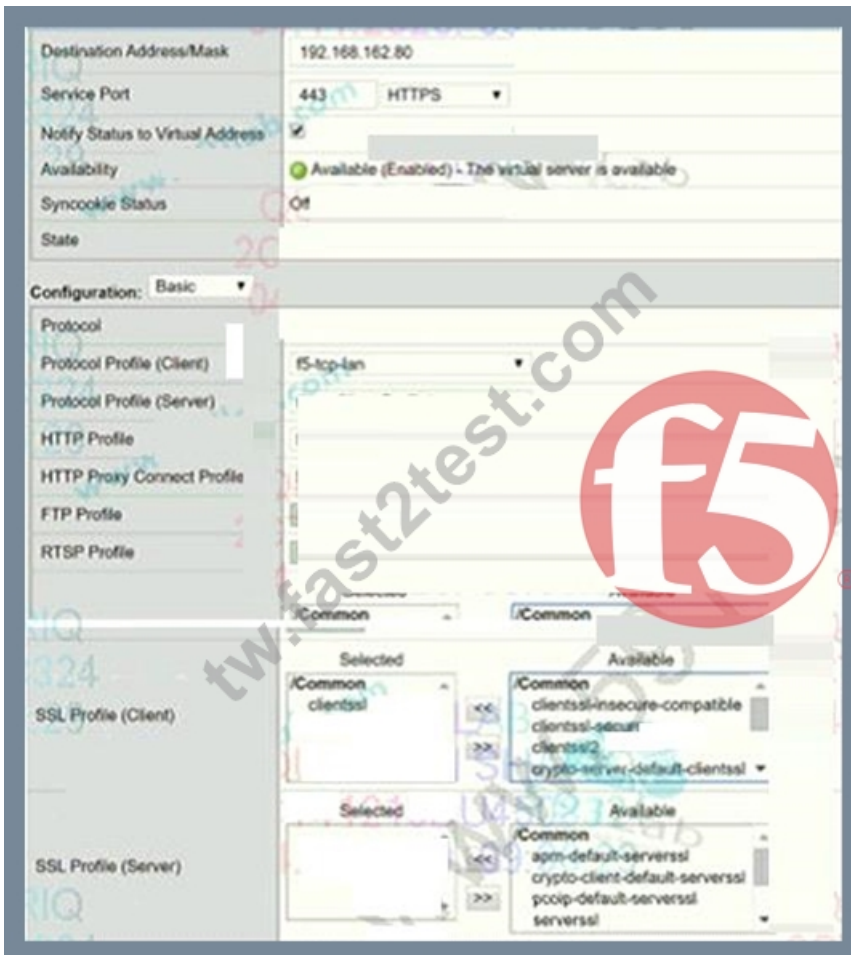 Destination Address/Mask 192.168.162.80
Service Port 443 HTTPS
Notify Status to Virtual Address
Availability Available (Enabled) - The virtual server is available
Syncookie Status Off
State
Configuration: Basic
Protocol
Protocol Profile (Client) f5-tcp-lan
Protocol Profile (Server)
HTTP Profile
HTTP Proxy Connect Profile
FTP Profile
RTSP Profile
/Common /Common
Selected Available
/Common /Common
SSL Profile (Client)
clientssl << clientssl-insecure-compatible
clientssl-secur
>> clientssl2
crypto-server-default-clientssl
Selected Available
/Common
SSL Profile (Server)
<< apm-default-serverssl
crypto-client-default-serverssl
>> pcoip-default-serverssl
serverssl
f5
tw.fast2test.com